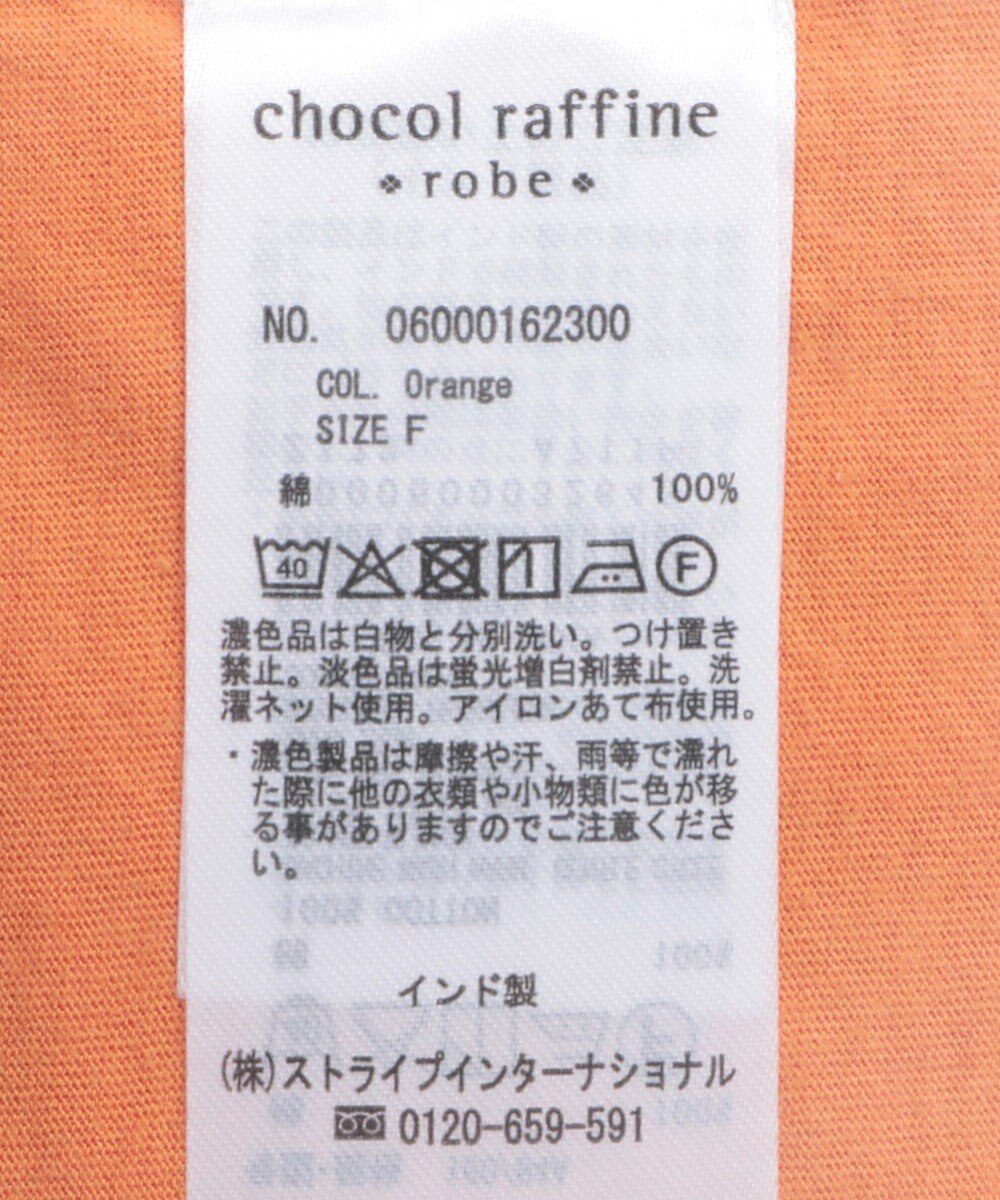 chocol raffine
robe
NO. 06000162300
COL. Orange
SIZE F
綿 100%
40 F
濃色品は白物と分別洗い。つけ置き
禁止。淡色品は蛍光増白剤禁止。洗
濯ネット使用。アイロンあて布使用。
・濃色製品は摩擦や汗、雨等で濡れ
た際に他の衣類や小物類に色が移
る事がありますのでご注意くださ
い。
インド製
(株)ストライプインターナショナル
0120-659-591